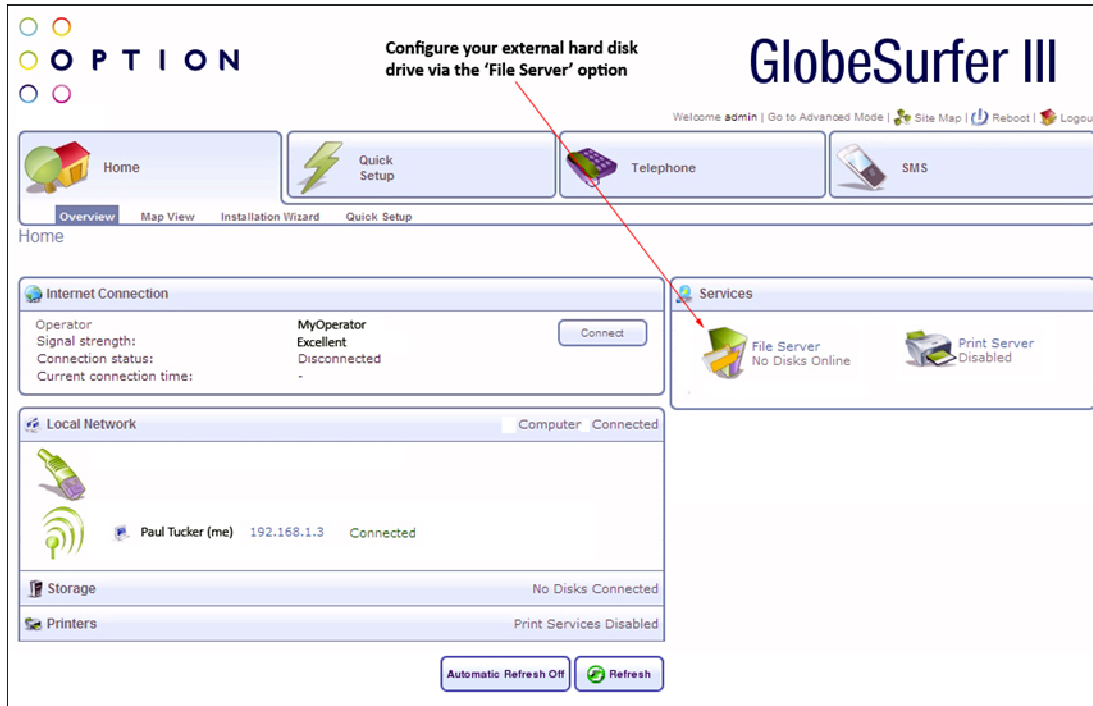 OPTION
Configure your external hard disk
drive via the 'File Server' option
GlobeSurfer III
Welcome admin | Go to Advanced Mode | Site Map | Reboot | Logou
Home
Quick
Setup
Telephone
SMS
Overview Map View Installation Wizard Quick Setup
Home
Internet Connection
Operator MyOperator
Signal strength: Excellent
Connection status: Disconnected
Current connection time: -
Connect
Services
File Server
No Disks Online
Print Server
Disabled
Local Network Computer Connected
Paul Tucker (me) 192.168.1.3 Connected
Storage No Disks Connected
Printers Print Services Disabled
Automatic Refresh Off Refresh